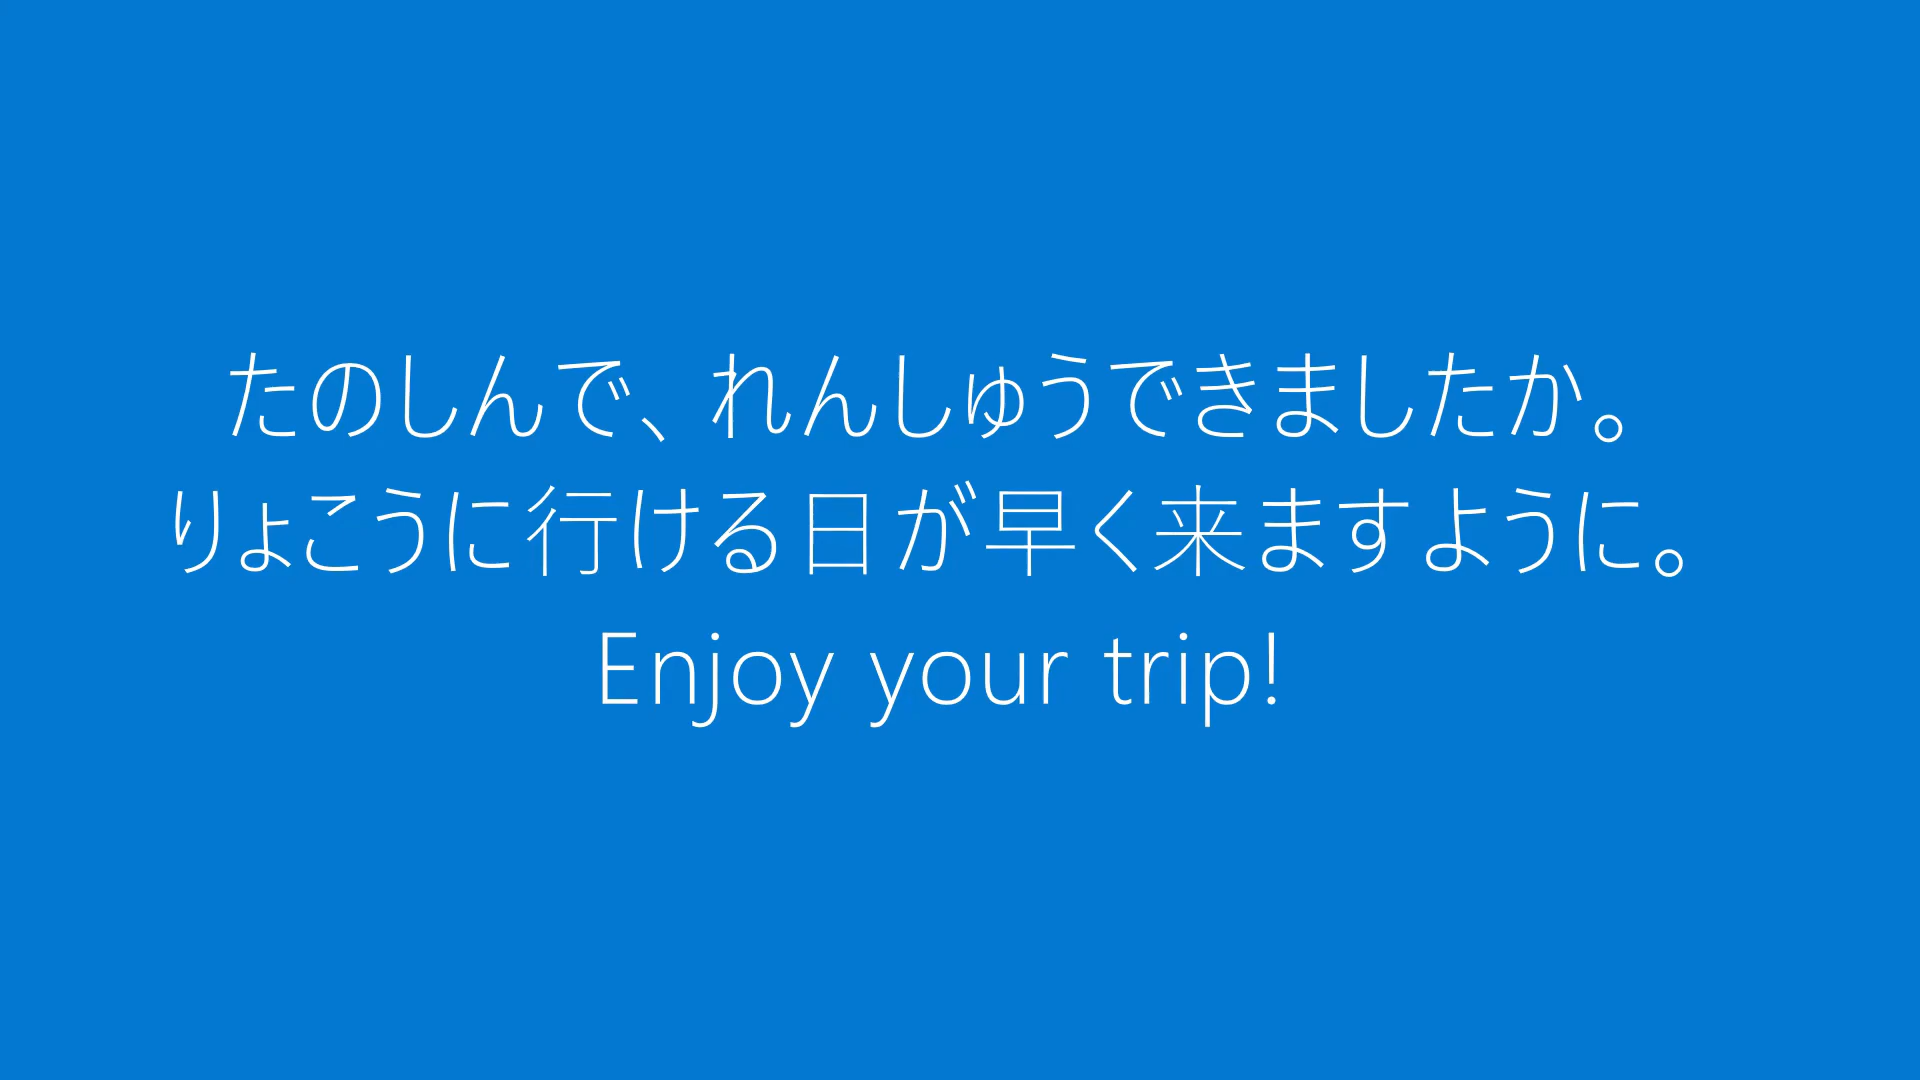 たのしんで、れんしゅうできましたか。
りょこうに行ける日が早く来ますように。
Enjoy your trip!